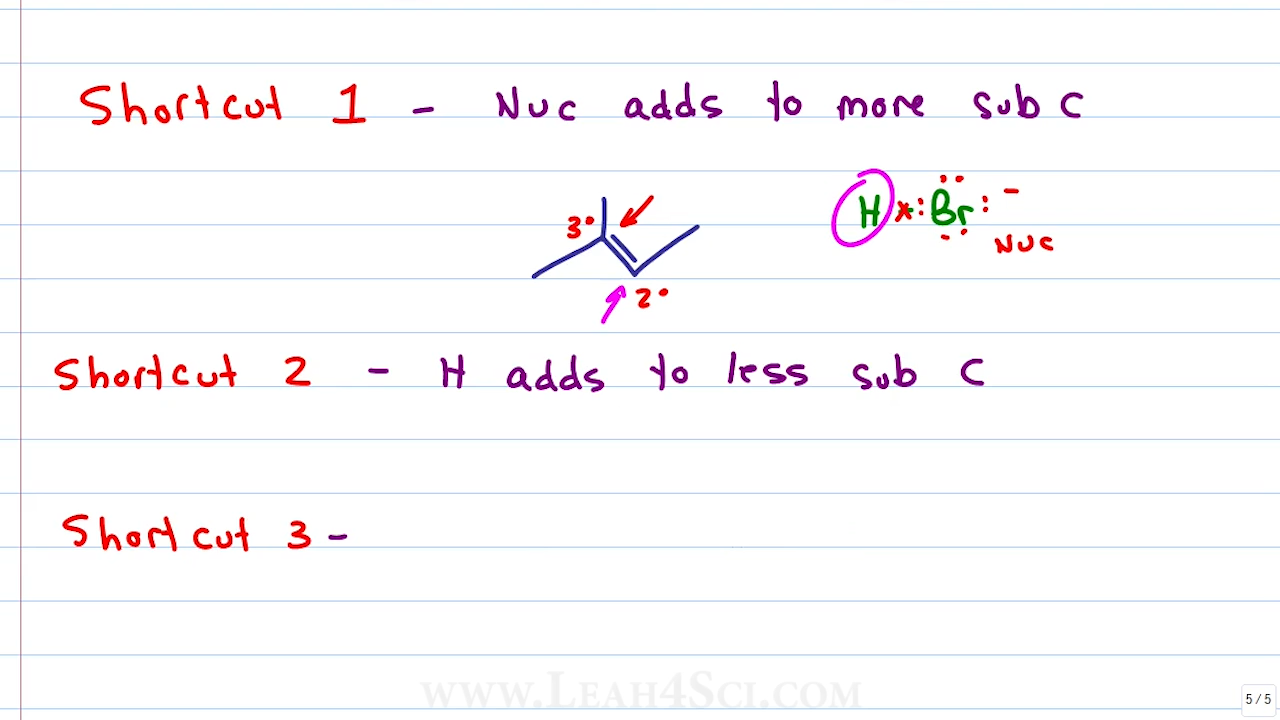 Shortcut 1 - Nuc adds to more sub C
3° H Br - Nuc
2°
Shortcut 2 - H adds to less sub C
Shortcut 3 -
www.Leah4Sci.com
5/5